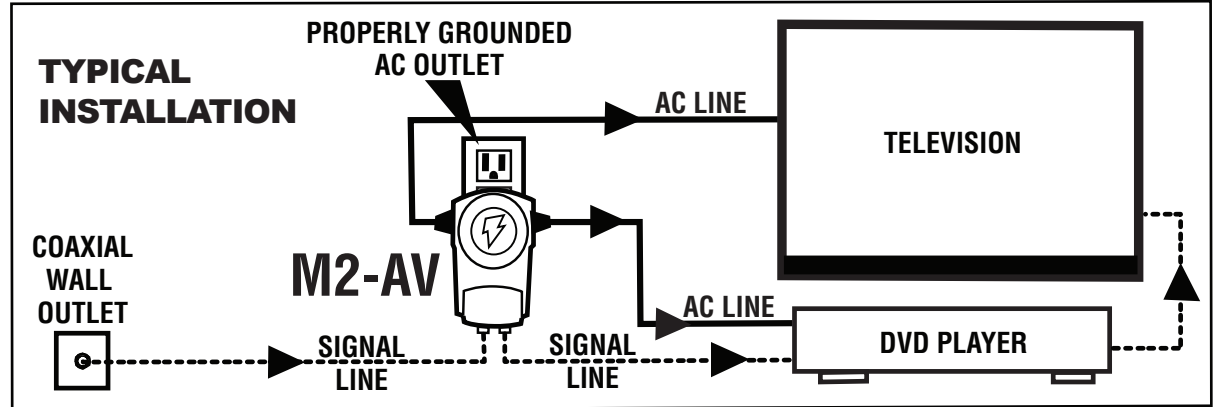 TYPICAL
INSTALLATION
PROPERLY GROUNDED
AC OUTLET
AC LINE
TELEVISION
COAXIAL
WALL
OUTLET
M2-AV
AC LINE
DVD PLAYER
SIGNAL
LINE
SIGNAL
LINE